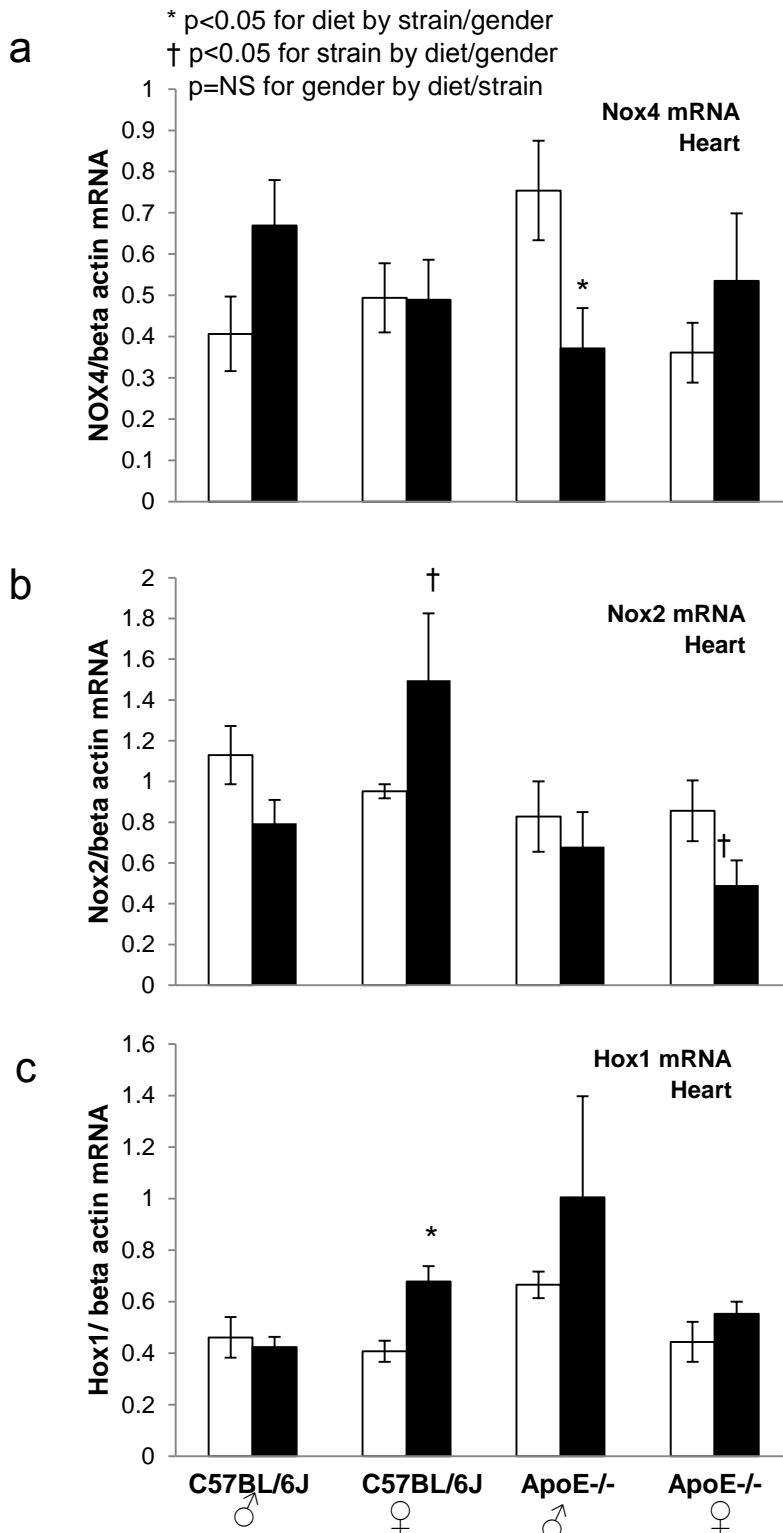 * p<0.05 for diet by strain/gender
† p<0.05 for strain by diet/gender
p=NS for gender by diet/strain
a
Nox4 mRNA
Heart
NOX4/beta actin mRNA
1
0.9
0.8
0.7
0.6
0.5
0.4
0.3
0.2
0.1
0
*
b
Nox2 mRNA
Heart
Nox2/beta actin mRNA
2
1.8
1.6
1.4
1.2
1
0.8
0.6
0.4
0.2
0
†
†
c
Hox1 mRNA
Heart
Hox1/ beta actin mRNA
1.6
1.4
1.2
1
0.8
0.6
0.4
0.2
0
*
C57BL/6J C57BL/6J ApoE-/- ApoE-/-
♂ ♀ ♂ ♀